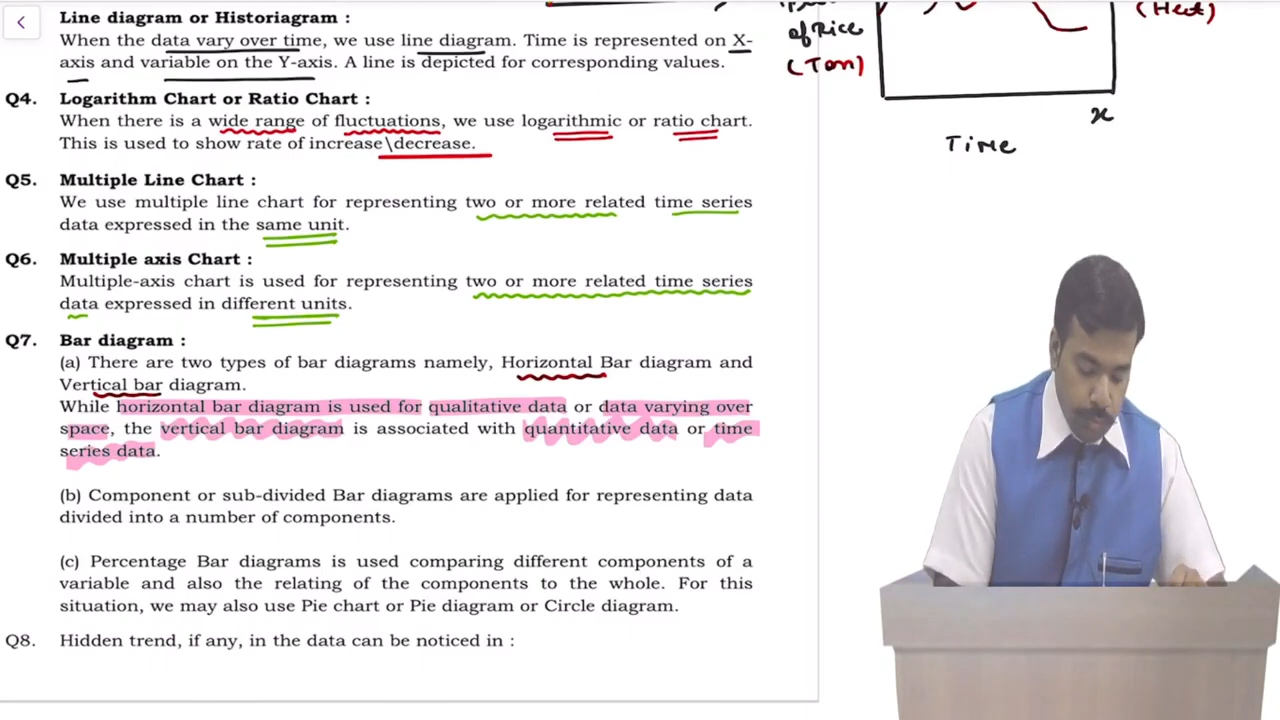 Line diagram or Historiagram :
When the data vary over time, we use line diagram. Time is represented on X-
axis and variable on the Y-axis. A line is depicted for corresponding values.
Q4. Logarithm Chart or Ratio Chart :
When there is a wide range of fluctuations, we use logarithmic or ratio chart.
This is used to show rate of increase\decrease.
Q5. Multiple Line Chart :
We use multiple line chart for representing two or more related time series
data expressed in the same unit.
Q6. Multiple axis Chart :
Multiple-axis chart is used for representing two or more related time series
data expressed in different units.
Q7. Bar diagram :
(a) There are two types of bar diagrams namely, Horizontal Bar diagram and
Vertical bar diagram.
While horizontal bar diagram is used for qualitative data or data varying over
space, the vertical bar diagram is associated with quantitative data or time
series data.
(b) Component or sub-divided Bar diagrams are applied for representing data
divided into a number of components.
(c) Percentage Bar diagrams is used comparing different components of a
variable and also the relating of the components to the whole. For this
situation, we may also use Pie chart or Pie diagram or Circle diagram.
Q8. Hidden trend, if any, in the data can be noticed in :
of Rice
(Ton)
(Hect)
x
Time